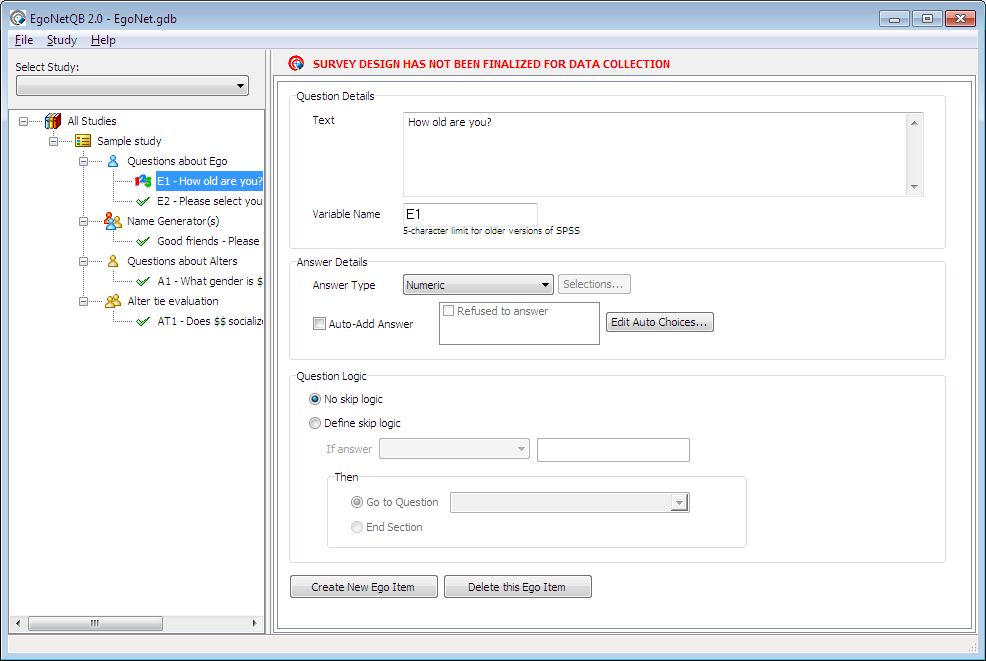 EgoNetQB 2.0 - EgoNet.gdb
File Study Help
Select Study:
All Studies
Sample study
Questions about Ego
E1 - How old are you?
E2 - Please select you
Name Generator(s)
Good friends - Please
Questions about Alters
A1 - What gender is $
Alter tie evaluation
AT1 - Does $$ socialize
SURVEY DESIGN HAS NOT BEEN FINALIZED FOR DATA COLLECTION
Question Details
Text
How old are you?
Variable Name
E1
5-character limit for older versions of SPSS
Answer Details
Answer Type
Numeric
Selections...
Auto-Add Answer
Refused to answer
Edit Auto Choices...
Question Logic
No skip logic
Define skip logic
If answer
Then
Go to Question
End Section
Create New Ego Item
Delete this Ego Item